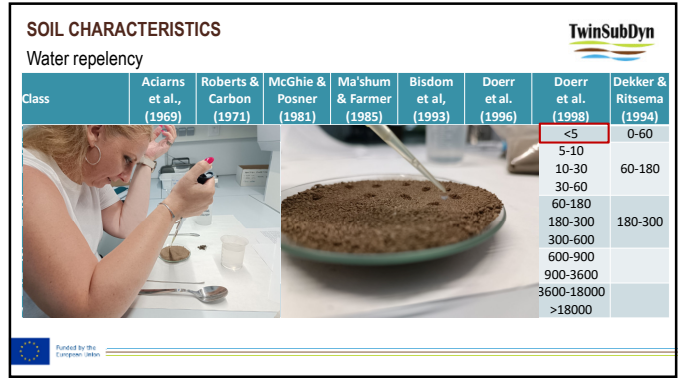 SOIL CHARACTERISTICS
TwinSubDyn
Water repelency
Class
Aciarns et al., (1969)
Roberts & Carbon (1971)
McGhie & Posner (1981)
Ma'shum & Farmer (1985)
Bisdom et al, (1993)
Doerr et al. (1996)
Doerr et al. (1998)
Dekker & Ritsema (1994)
<5 0-60
5-10
10-30 60-180
30-60
60-180
180-300 180-300
300-600
600-900
900-3600
3600-18000
>18000
Funded by the
European Union